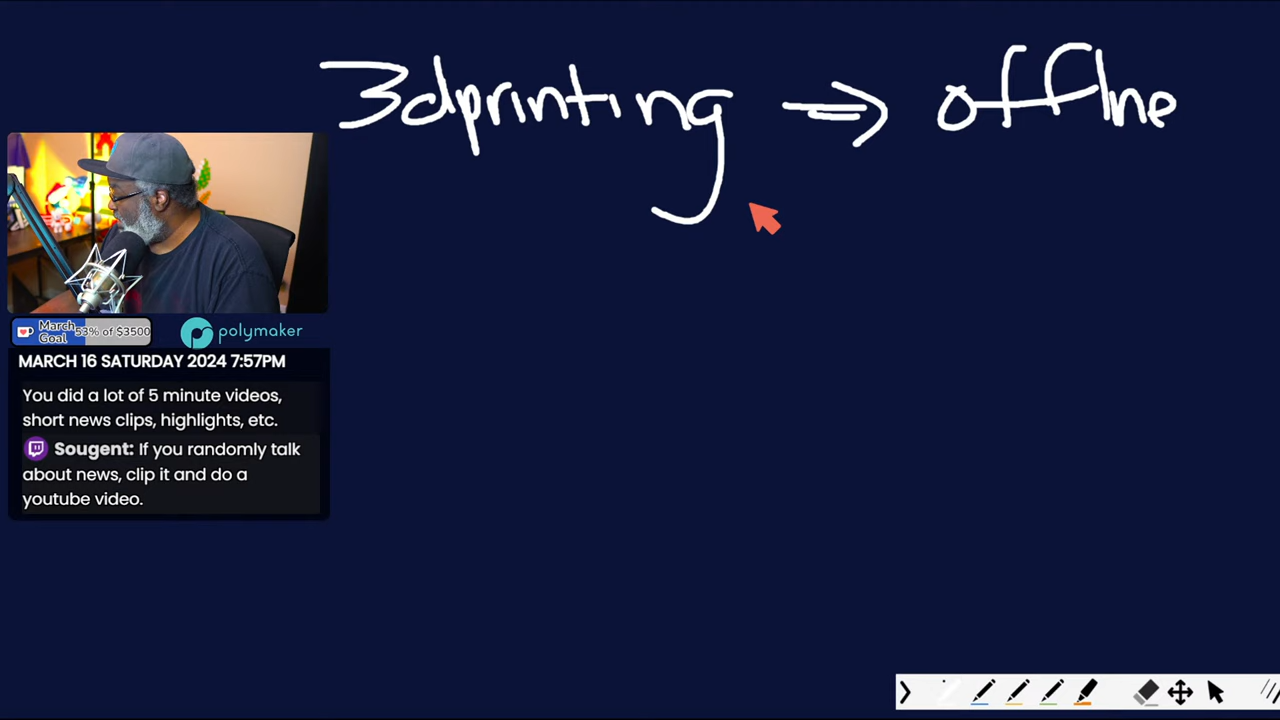 3dprinting => offlne
March Goal 53% of $3500
polymaker
MARCH 16 SATURDAY 2024 7:57PM
You did a lot of 5 minute videos,
short news clips, highlights, etc.
Sougent: If you randomly talk
about news, clip it and do a
youtube video.